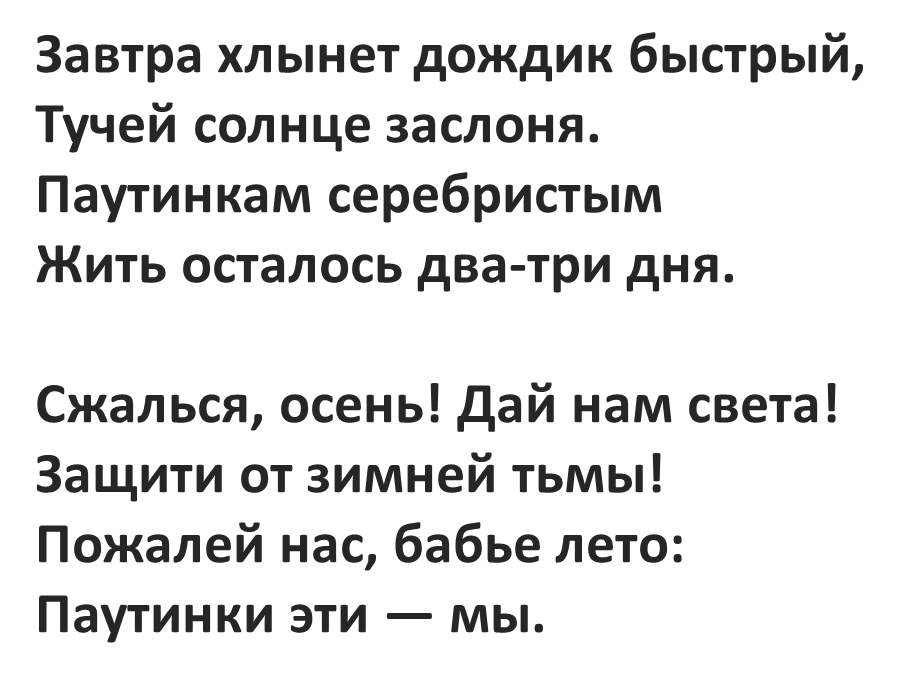 Завтра хлынет дождик быстрый,
Тучей солнце заслоня.
Паутинкам серебристым
Жить осталось два-три дня.
Сжалься, осень! Дай нам света!
Защити от зимней тьмы!
Пожалей нас, бабье лето:
Паутинки эти — мы.